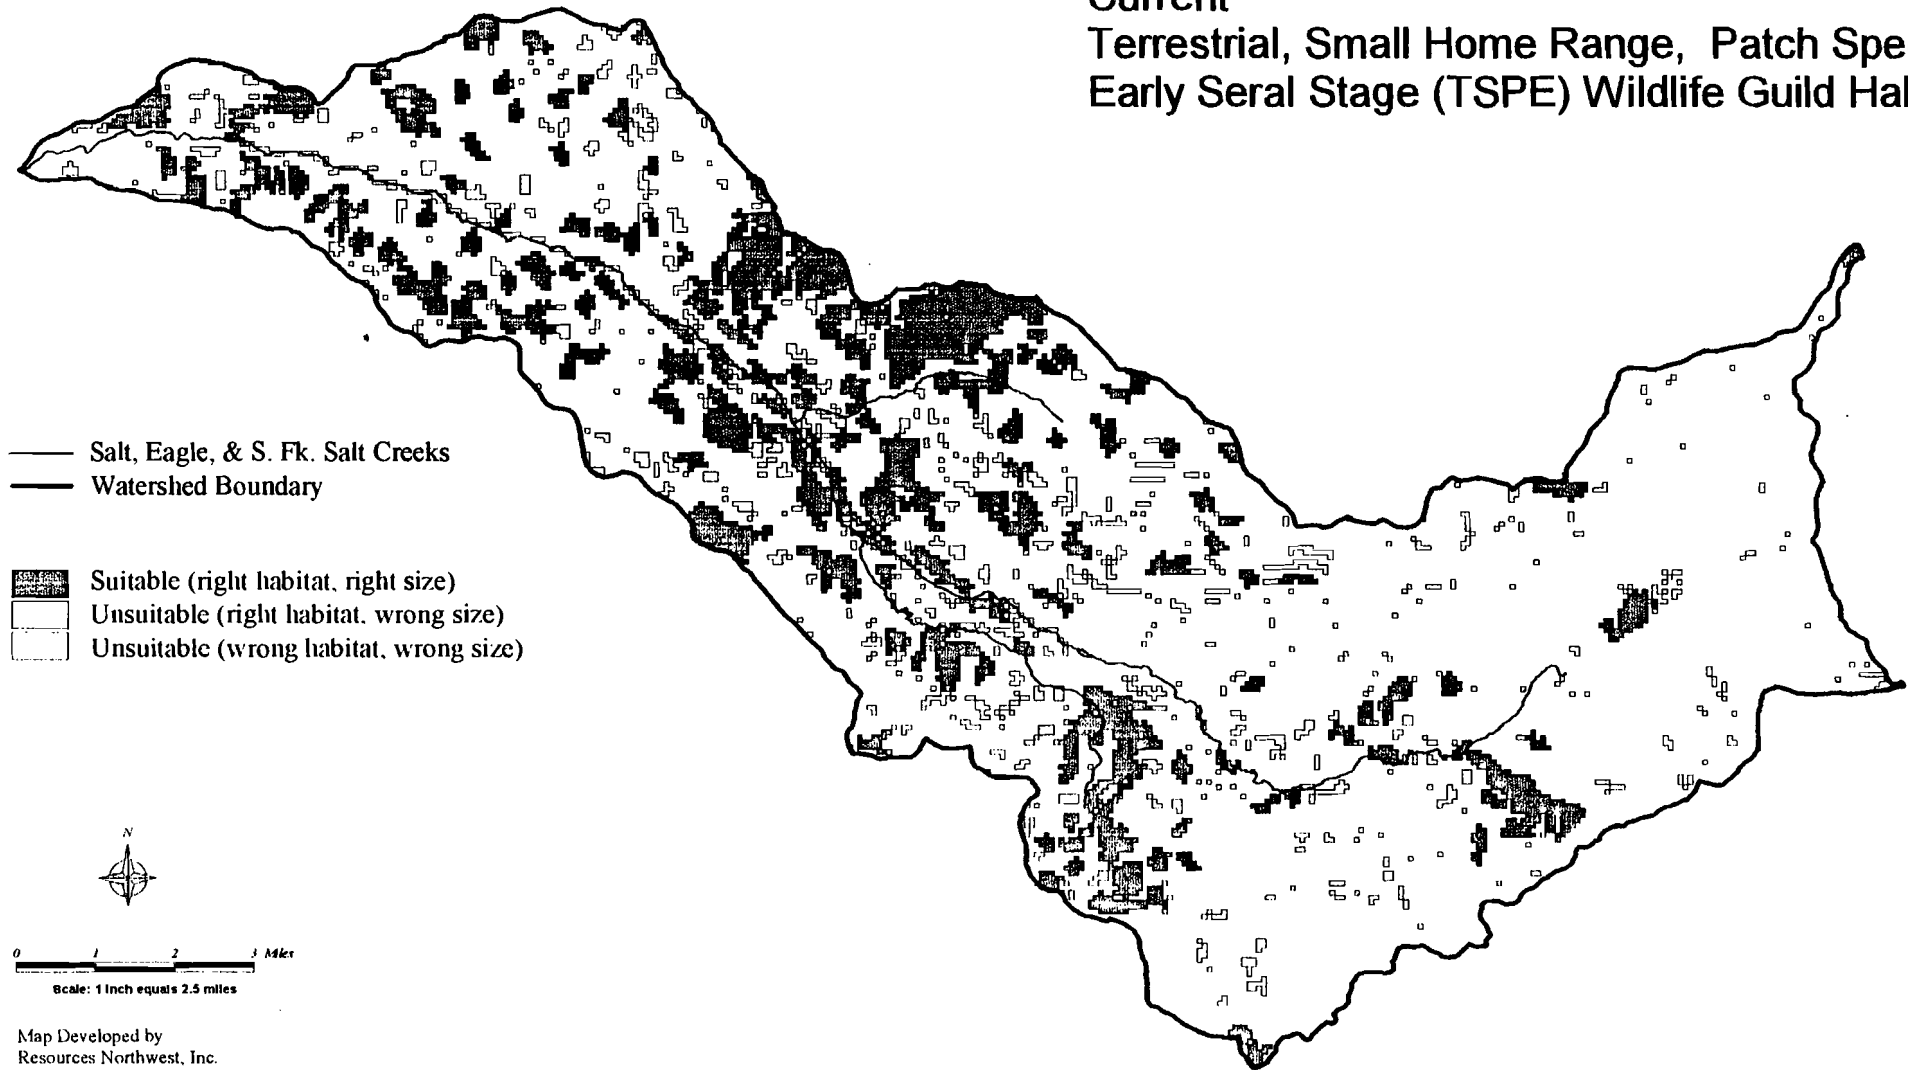 Current
Terrestrial, Small Home Range, Patch Spe
Early Seral Stage (TSPE) Wildlife Guild Hal
Salt, Eagle, & S. Fk. Salt Creeks
Watershed Boundary
Suitable (right habitat, right size)
Unsuitable (right habitat, wrong size)
Unsuitable (wrong habitat, wrong size)
N
0 1 2 3 Miles
Scale: 1 inch equals 2.5 miles
Map Developed by
Resources Northwest, Inc.